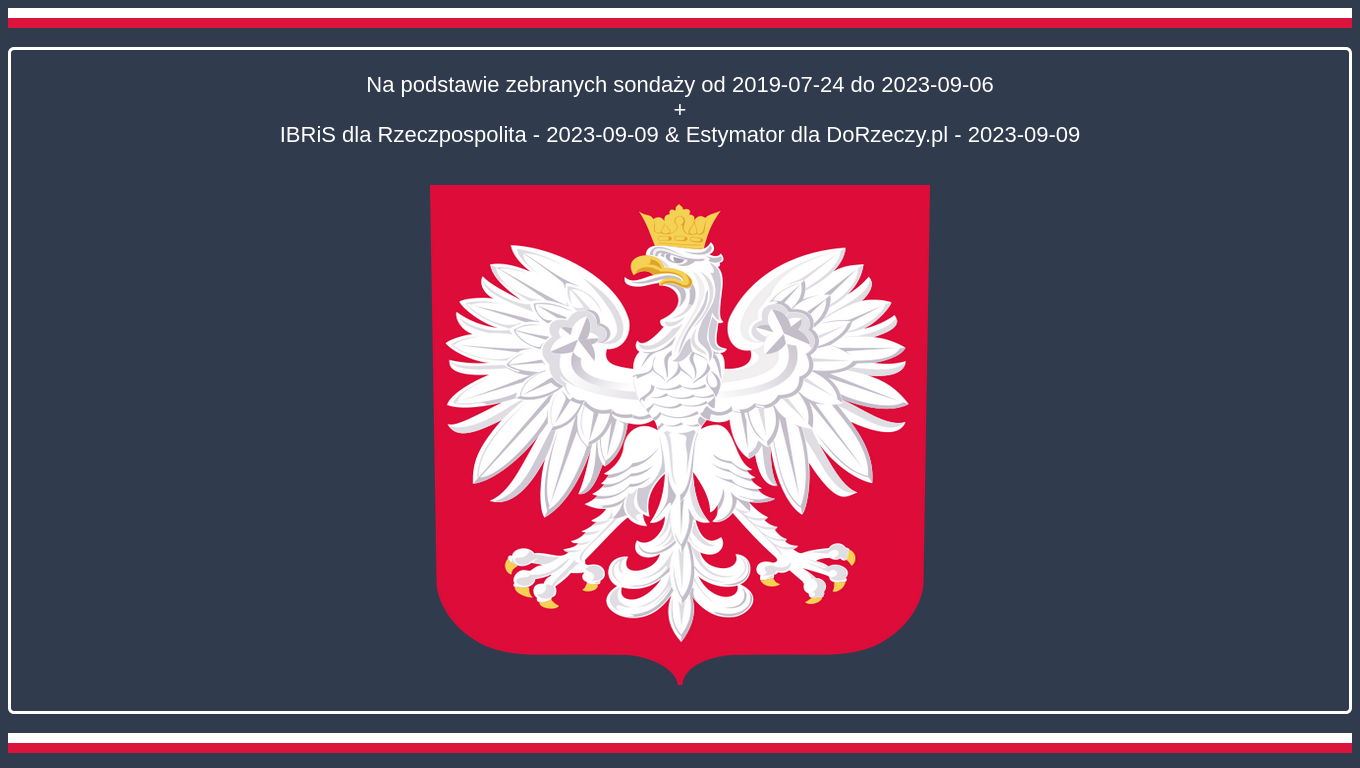 Na podstawie zebranych sondaży od 2019-07-24 do 2023-09-06
+
IBRiS dla Rzeczpospolita - 2023-09-09 & Estymator dla DoRzeczy.pl - 2023-09-09